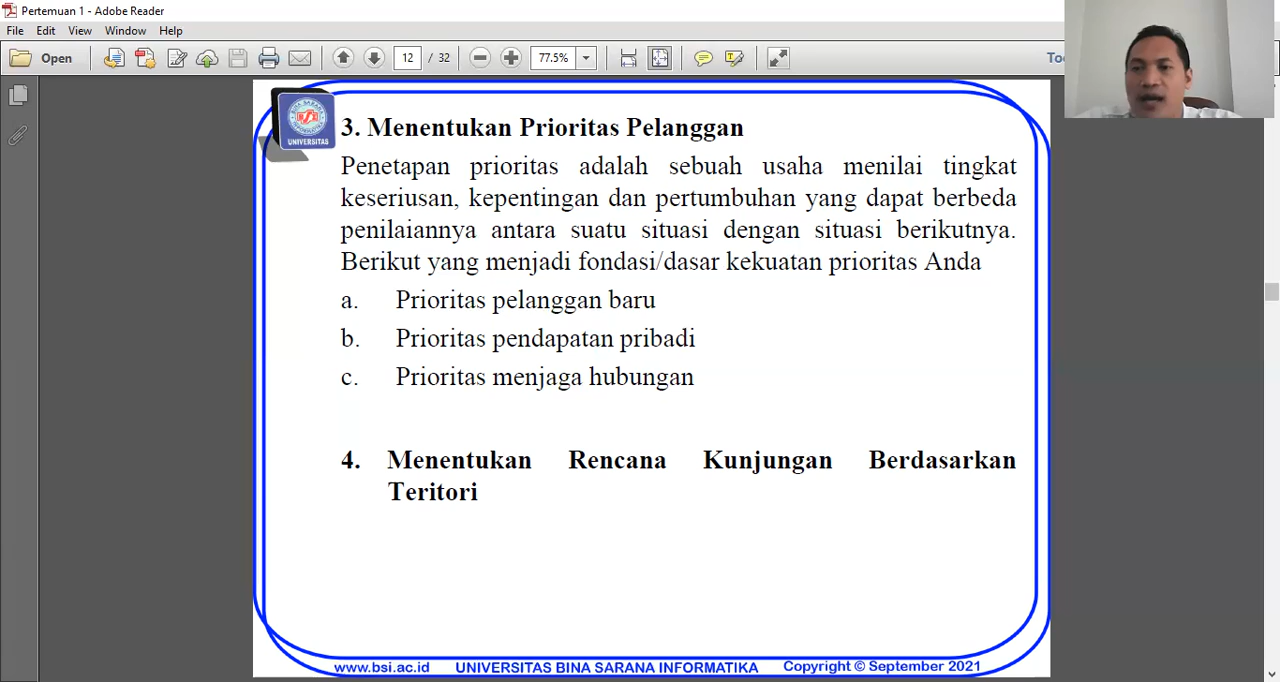 Pertemuan 1 - Adobe Reader
File Edit View Window Help
Open 12 / 32 77.5%
3. Menentukan Prioritas Pelanggan
Penetapan prioritas adalah sebuah usaha menilai tingkat
keseriusan, kepentingan dan pertumbuhan yang dapat berbeda
penilaiannya antara suatu situasi dengan situasi berikutnya.
Berikut yang menjadi fondasi/dasar kekuatan prioritas Anda
a. Prioritas pelanggan baru
b. Prioritas pendapatan pribadi
c. Prioritas menjaga hubungan
4. Menentukan Rencana Kunjungan Berdasarkan
Teritori
UNIVERSITAS
www.bsi.ac.id UNIVERSITAS BINA SARANA INFORMATIKA Copyright © September 2021